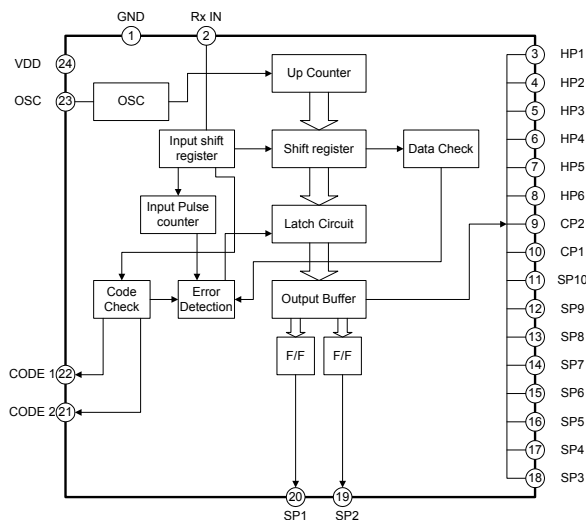 GND Rx IN
1 2
VDD 24
OSC 23
OSC
Up Counter
Input shift
register
Shift register
Data Check
Input Pulse
counter
Latch Circuit
Code
Check
Error
Detection
Output Buffer
F/F F/F
CODE 1 22
CODE 2 21
20 19
SP1 SP2
3 HP1
4 HP2
5 HP3
6 HP4
7 HP5
8 HP6
9 CP2
10 CP1
11 SP10
12 SP9
13 SP8
14 SP7
15 SP6
16 SP5
17 SP4
18 SP3